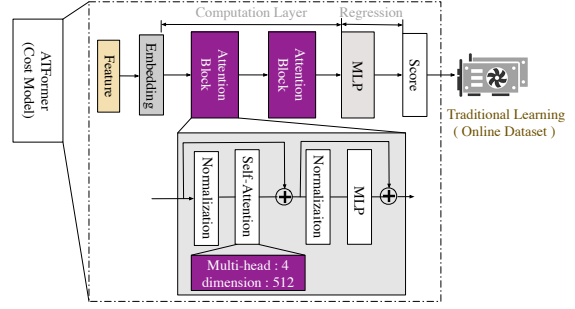 Computation Layer
Regression
ATFormer
(Cost Model)
Feature
Embedding
Attention
Block
Attention
Block
MLP
Score
Traditional Learning
( Online Dataset )
Normalization
Self-Attention
Normalizaiton
MLP
Multi-head : 4
dimension : 512